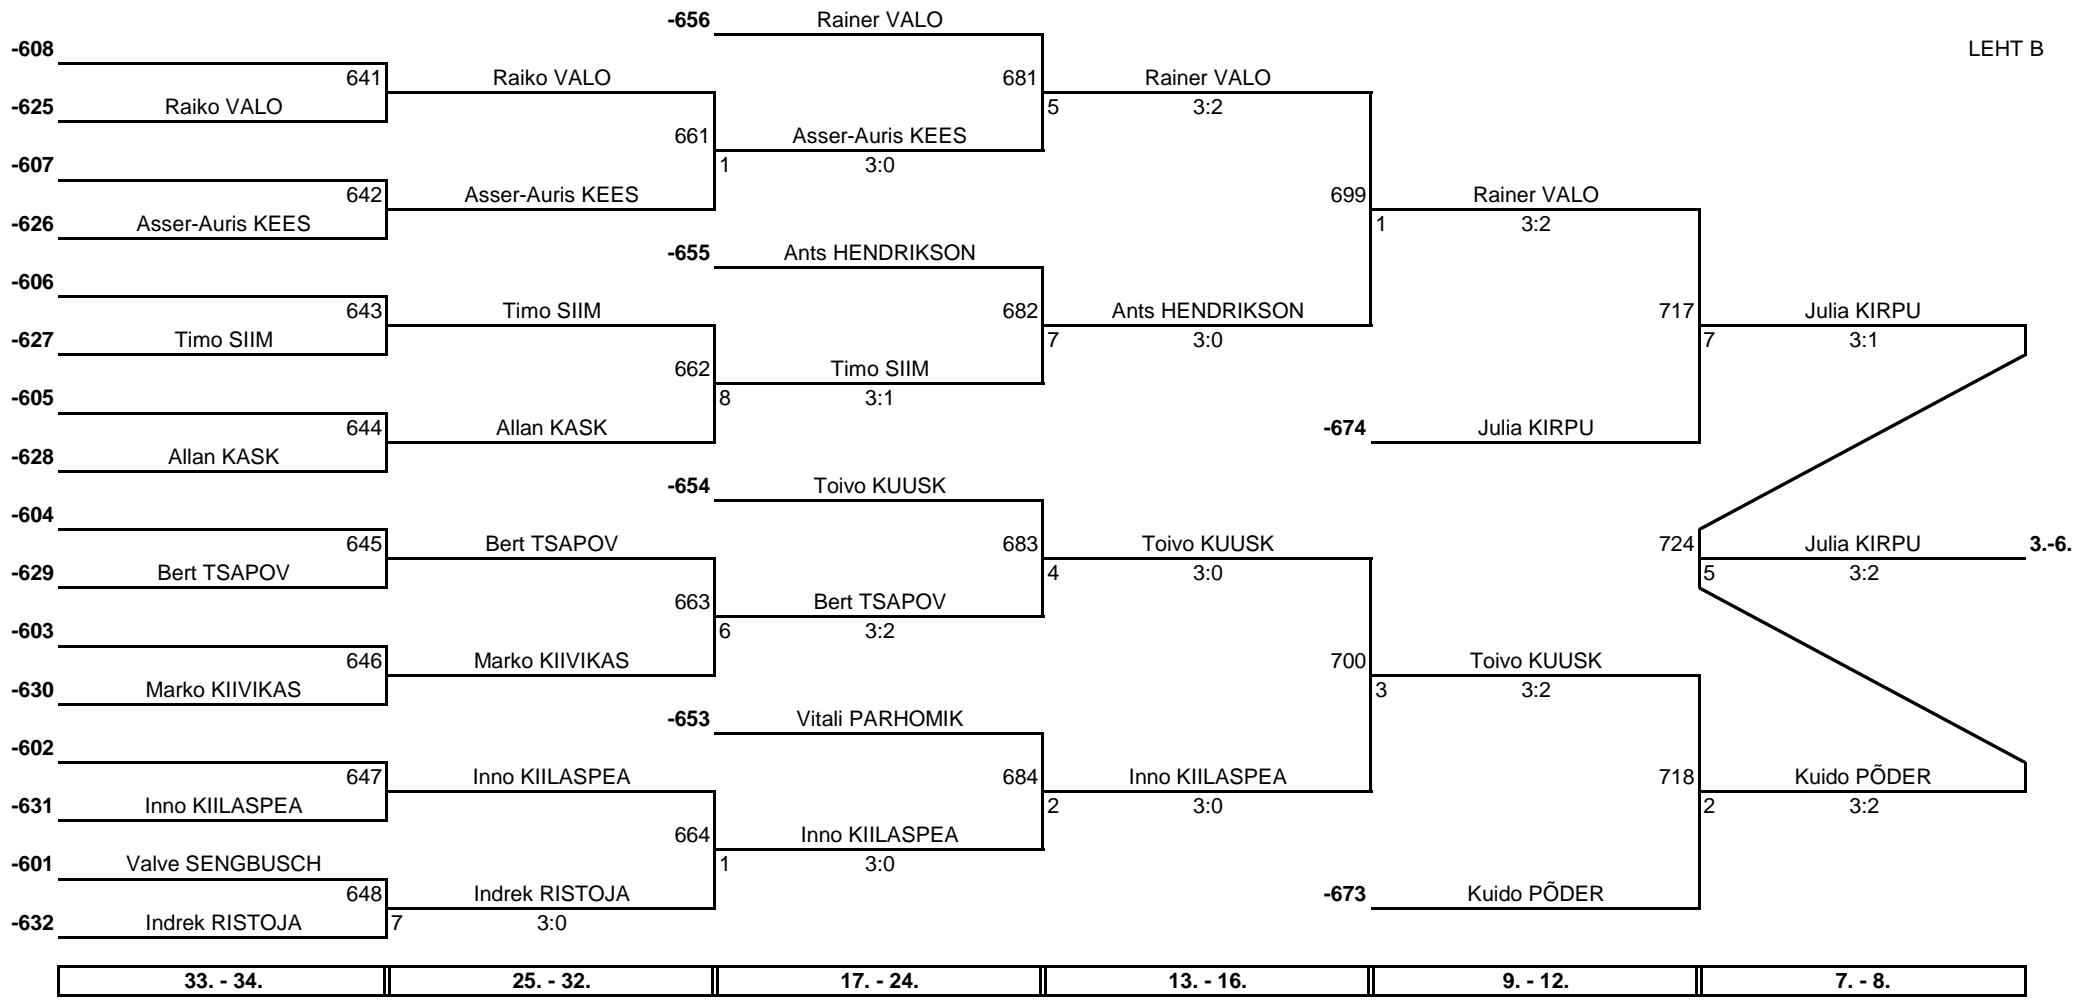 -656 Rainer VALO
-608 LEHT B
641 Raiko VALO 681 Rainer VALO
-625 Raiko VALO 5 3:2
661 Asser-Auris KEES
-607 1 3:0
642 Asser-Auris KEES 699 Rainer VALO
-626 Asser-Auris KEES 1 3:2
-655 Ants HENDRIKSON
-606
643 Timo SIIM 682 Ants HENDRIKSON 717 Julia KIRPU
-627 Timo SIIM 7 3:0 7 3:1
662 Timo SIIM
-605 8 3:1
644 Allan KASK -674 Julia KIRPU
-628 Allan KASK
-654 Toivo KUUSK
-604
645 Bert TSAPOV 683 Toivo KUUSK 724 Julia KIRPU 3.-6.
-629 Bert TSAPOV 4 3:0 5 3:2
663 Bert TSAPOV
-603 6 3:2
646 Marko KIIVIKAS 700 Toivo KUUSK
-630 Marko KIIVIKAS 3 3:2
-653 Vitali PARHOMIK
-602
647 Inno KIILASPEA 684 Inno KIILASPEA 718 Kuido PÕDER
-631 Inno KIILASPEA 2 3:0 2 3:2
664 Inno KIILASPEA
-601 Valve SENGBUSCH 1 3:0
648 Indrek RISTOJA -673 Kuido PÕDER
-632 Indrek RISTOJA 7 3:0
33. - 34. 25. - 32. 17. - 24. 13. - 16. 9. - 12. 7. - 8.